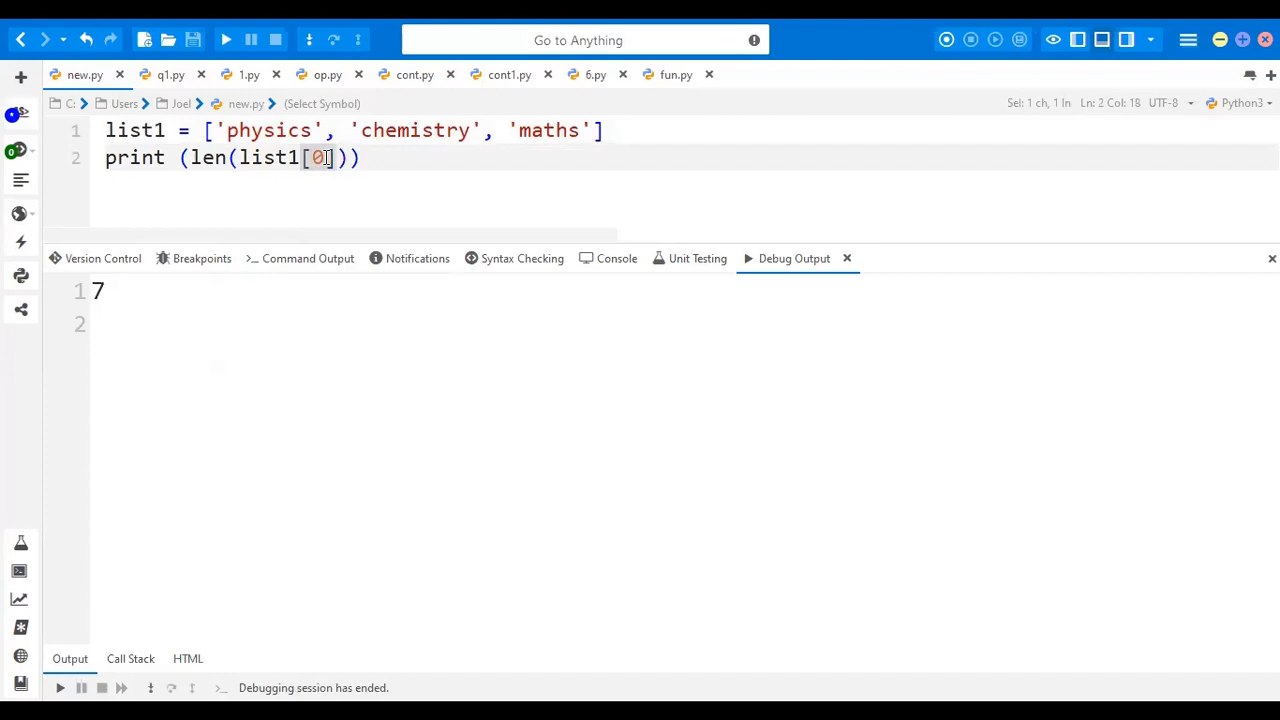 Go to Anything
new.py q1.py 1.py op.py cont.py cont1.py 6.py fun.py
C: Users Joel new.py (Select Symbol) Sel: 1 ch, 1 ln Ln: 2 Col: 18 UTF-8 Python3
1 list1 = ['physics', 'chemistry', 'maths']
2 print (len(list1[0]))
Version Control Breakpoints Command Output Notifications Syntax Checking Console Unit Testing Debug Output
1 7
2
Output Call Stack HTML
Debugging session has ended.